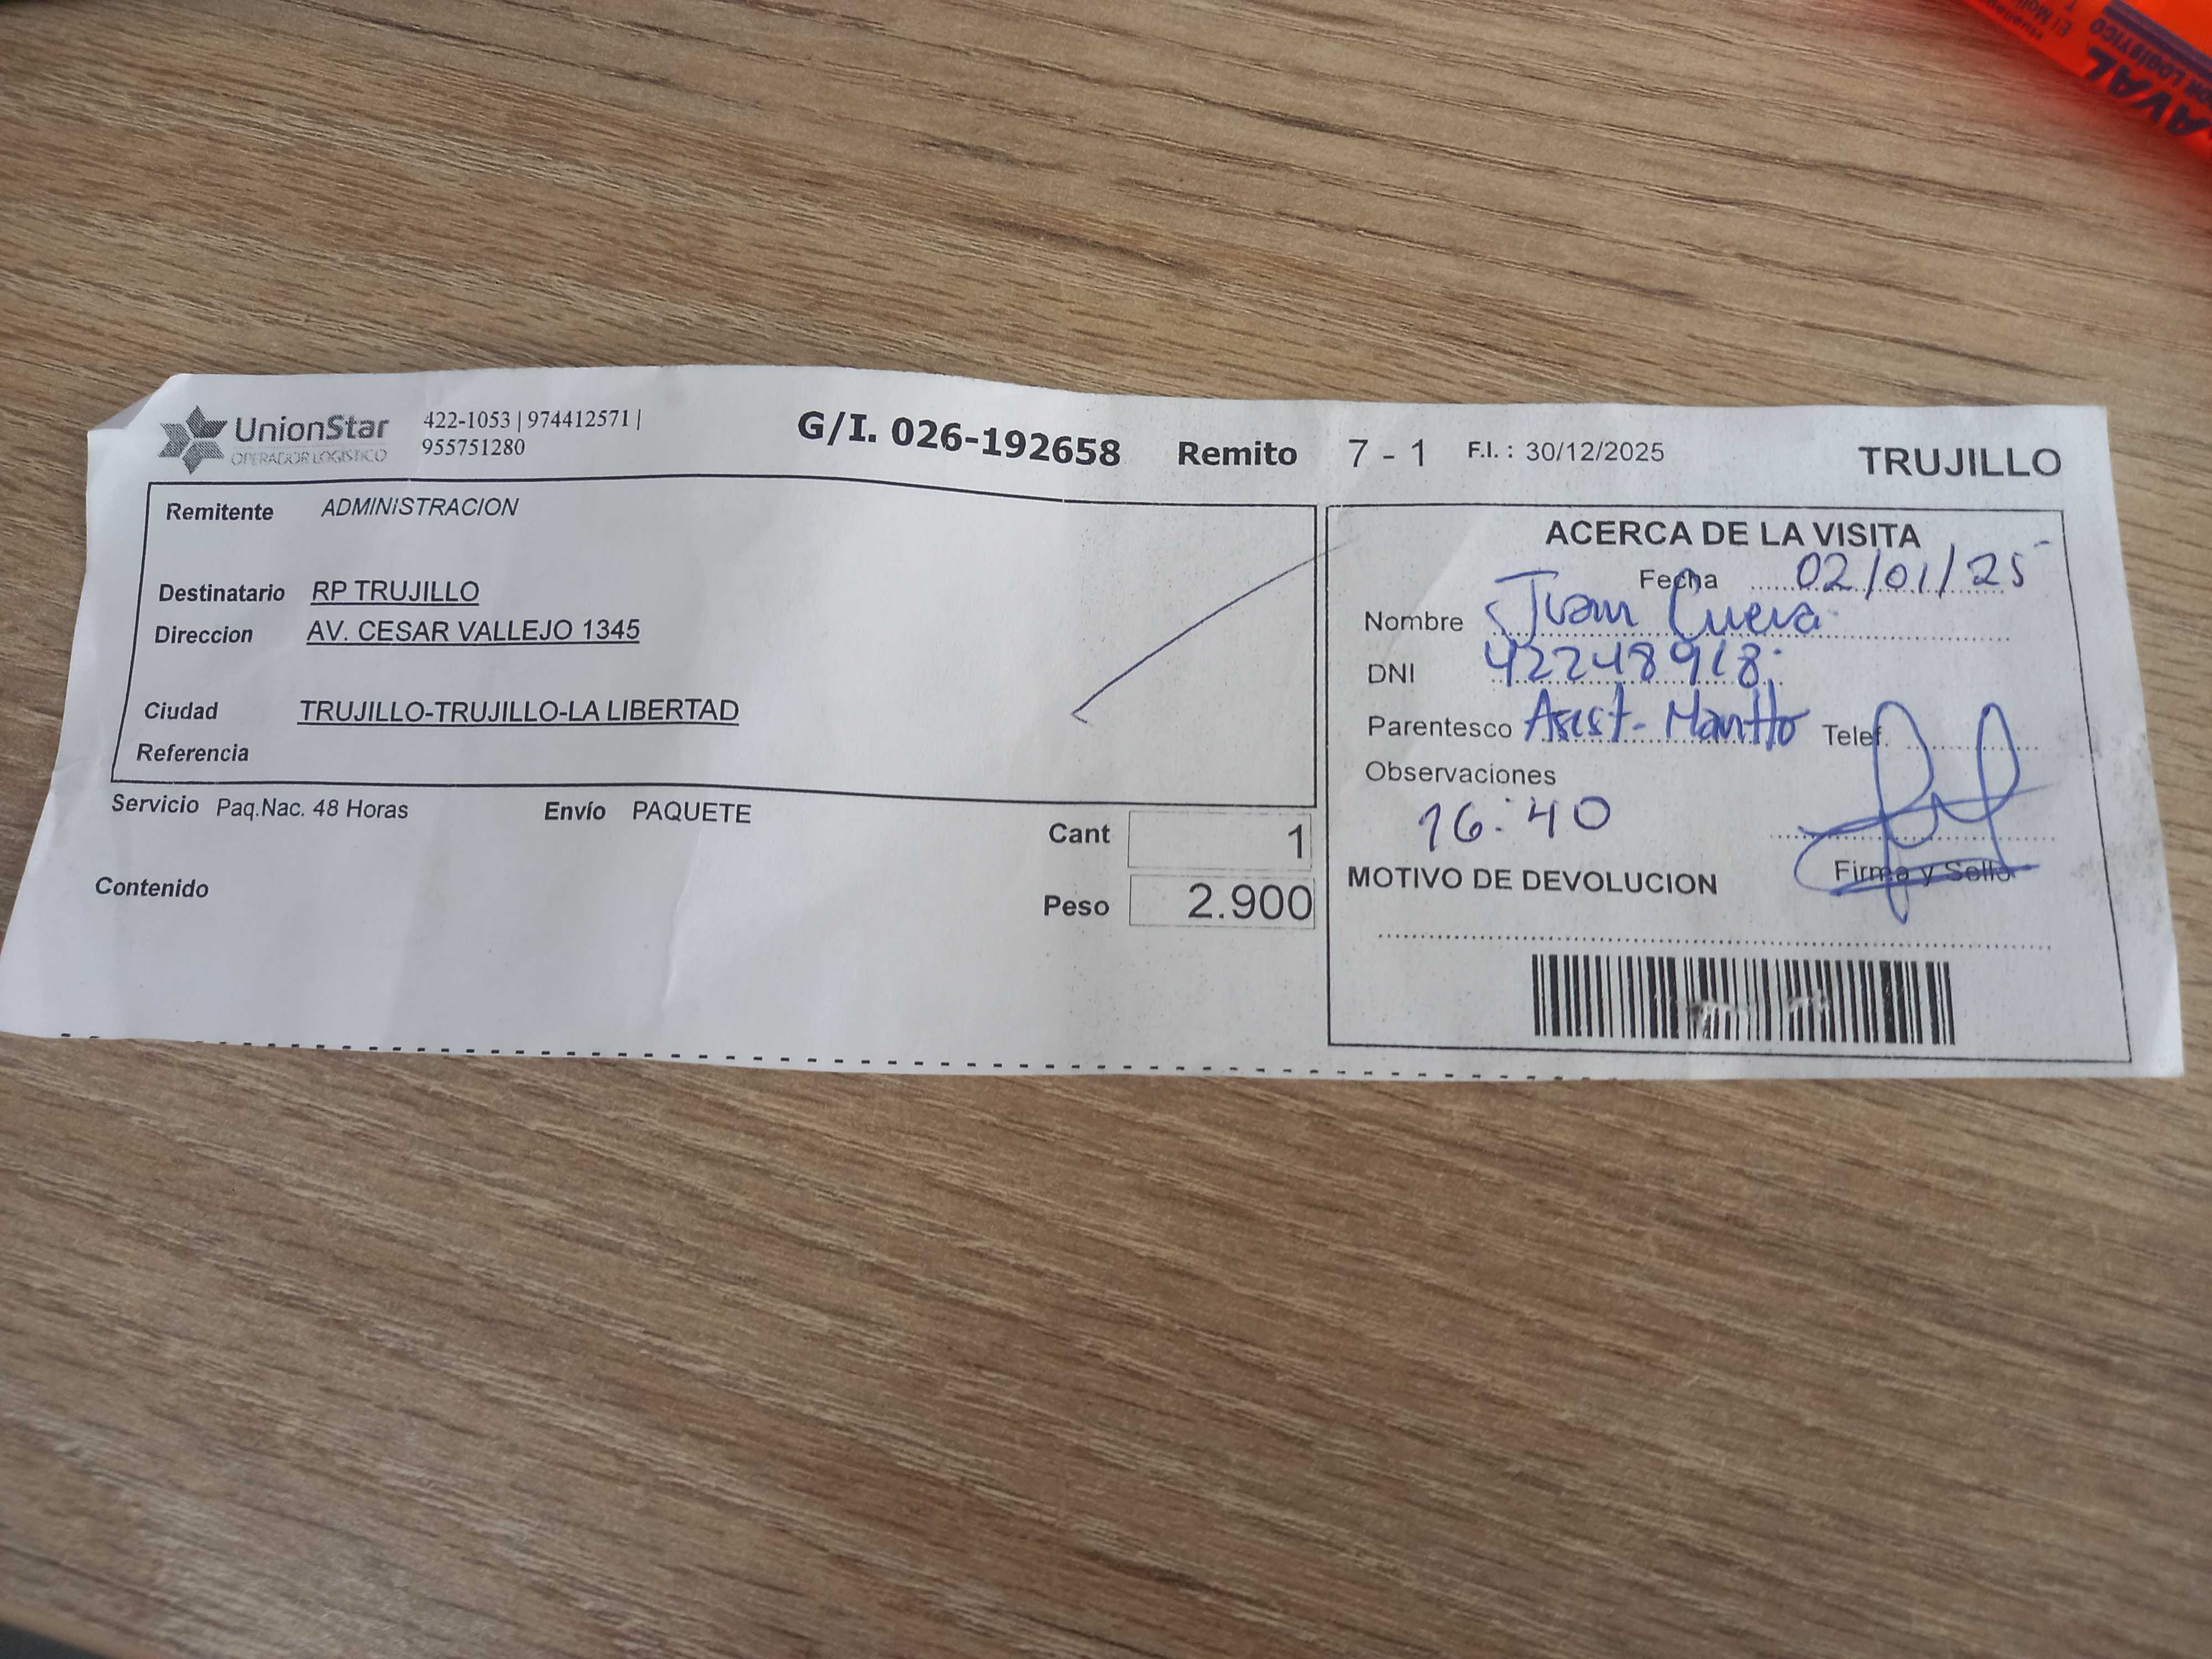 UnionStar
OPERADOR LOGISTICO
422-1053 | 974412571 |
955751280
G/I. 026-192658 Remito 7 - 1 F.I. : 30/12/2025 TRUJILLO
Remitente ADMINISTRACION
Destinatario RP TRUJILLO
Direccion AV. CESAR VALLEJO 1345
Ciudad TRUJILLO-TRUJILLO-LA LIBERTAD
Referencia
Servicio Paq.Nac. 48 Horas Envío PAQUETE
Cant 1
Contenido
Peso 2.900
ACERCA DE LA VISITA
Fecha 02/01/25
Nombre Juan Cueva
DNI 42248918
Parentesco Asist. Mantto Telef.
Observaciones
16:40
Firma y Sello
MOTIVO DE DEVOLUCION
AVAL
OR LOGISTICO